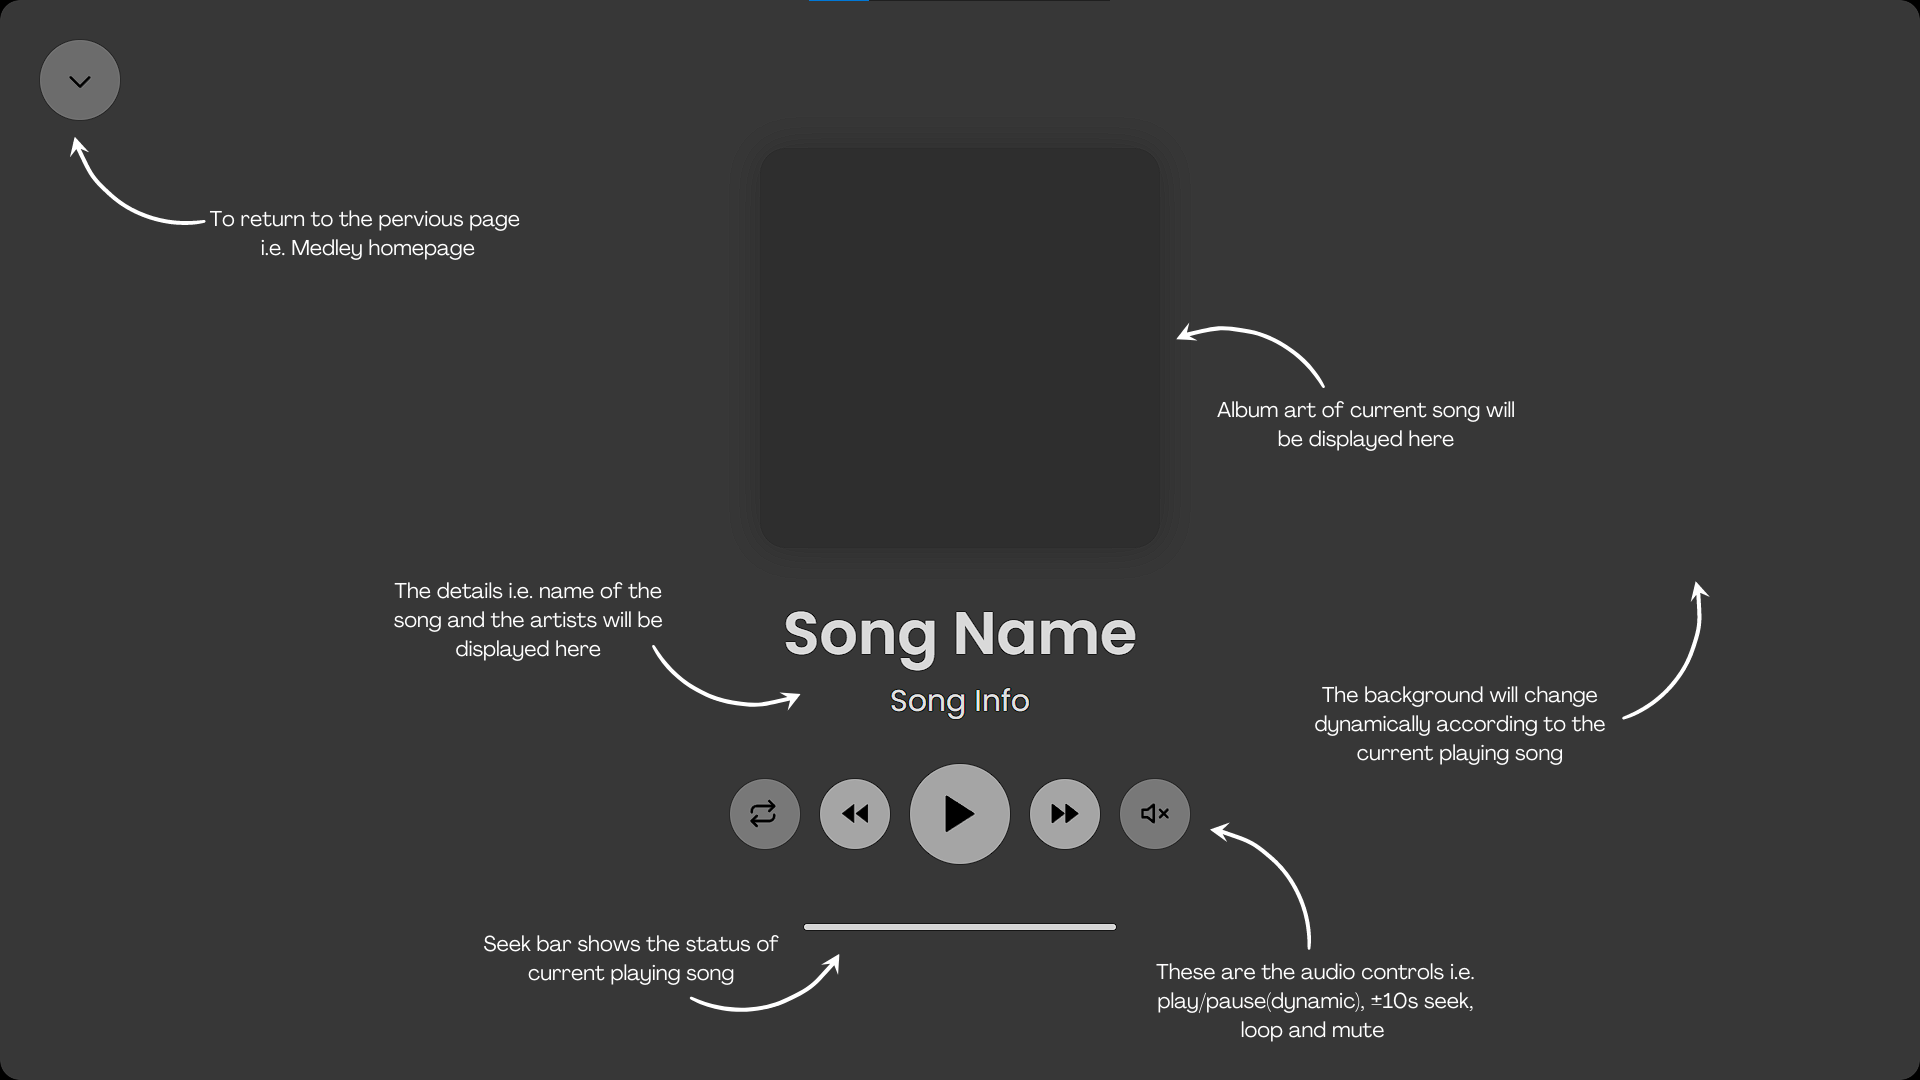 To return to the pervious page
i.e. Medley homepage
Album art of current song will
be displayed here
The details i.e. name of the
song and the artists will be
displayed here
Song Name
Song Info
The background will change
dynamically according to the
current playing song
Seek bar shows the status of
current playing song
These are the audio controls i.e.
play/pause(dynamic), ±10s seek,
loop and mute